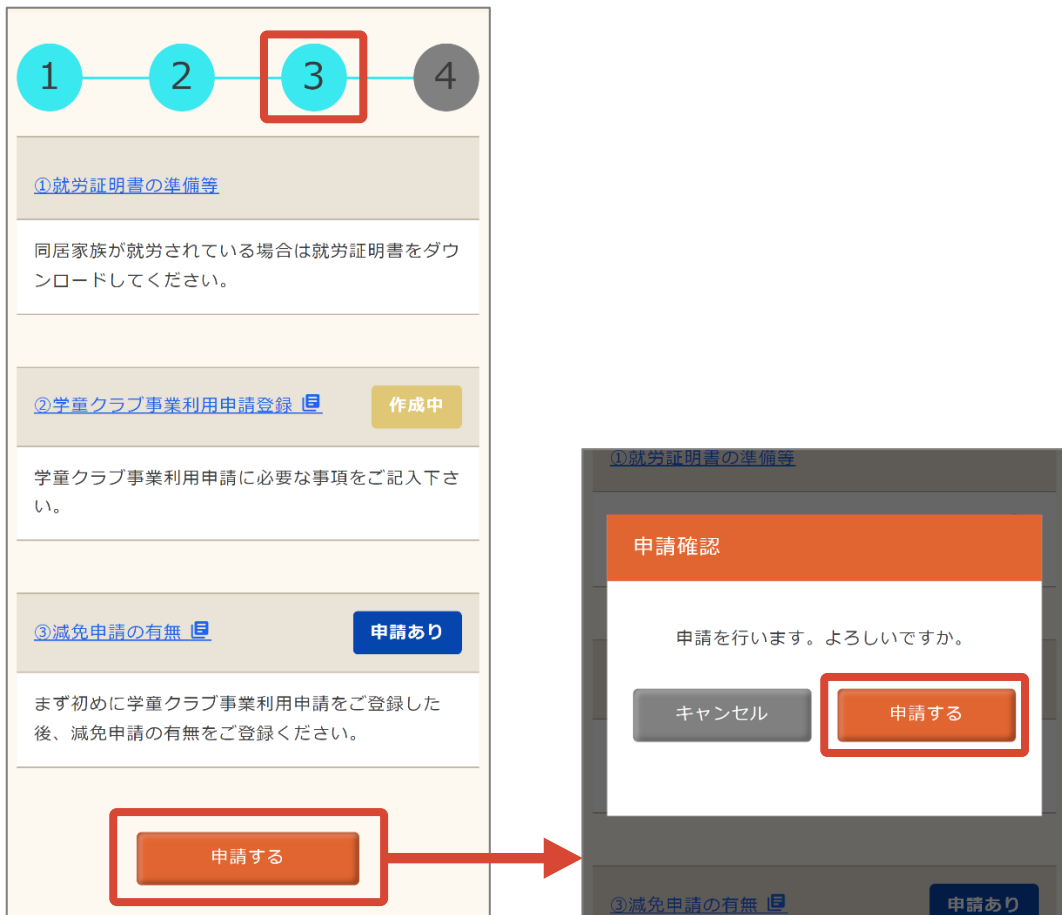 1
2
3
4
①就労証明書の準備等
同居家族が就労されている場合は就労証明書をダウ
ンロードしてください。
②学童クラブ事業利用申請登録
作成中
学童クラブ事業利用申請に必要な事項をご記入下さ
い。
③減免申請の有無
申請あり
まず初めに学童クラブ事業利用申請をご登録した
後、減免申請の有無をご登録ください。
申請する
①就労証明書の準備等
申請確認
申請を行います。よろしいですか。
キャンセル
申請する
③減免申請の有無
申請あり